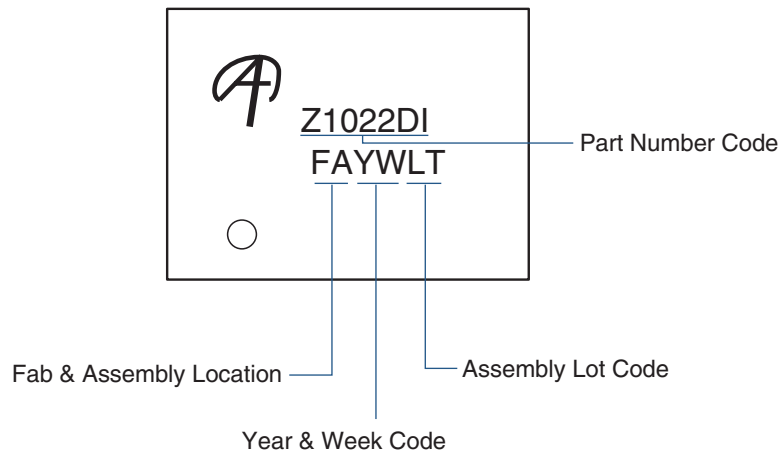 Z1022DI
Part Number Code
FAYWLT
Fab & Assembly Location
Assembly Lot Code
Year & Week Code